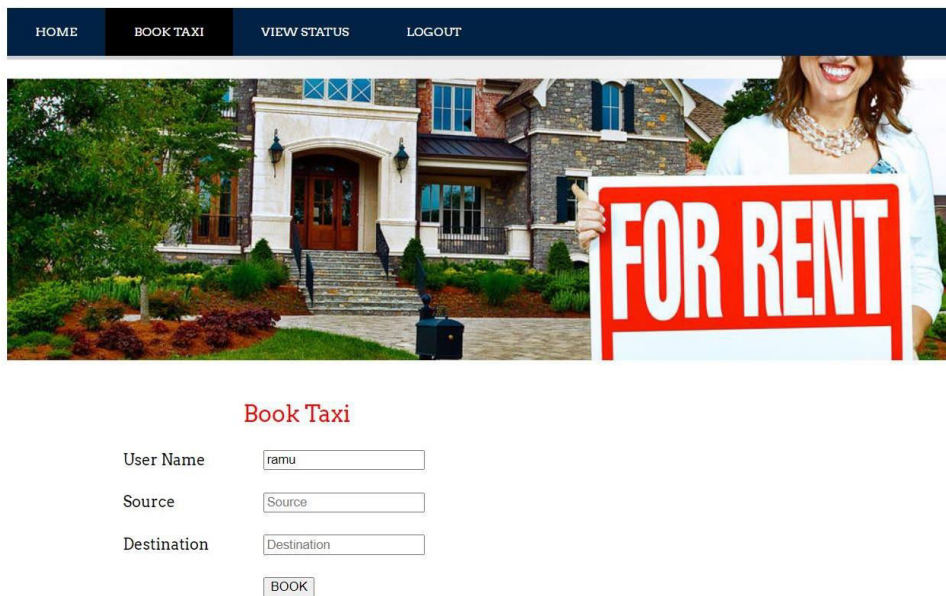 HOME BOOK TAXI VIEW STATUS LOGOUT
FOR RENT
Book Taxi
User Name ramu
Source Source
Destination Destination
BOOK